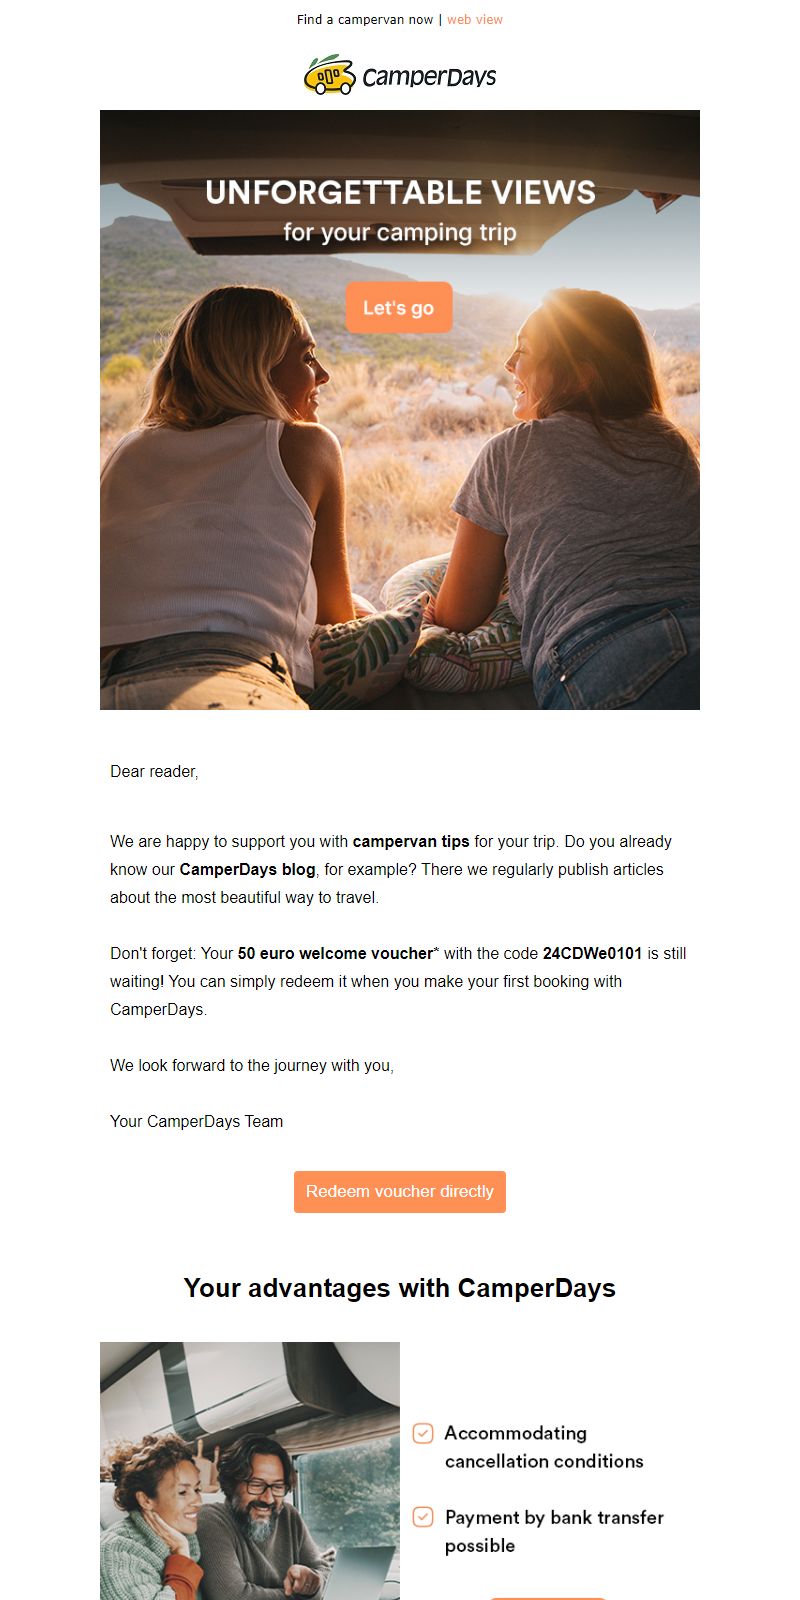 Find a campervan now | web view
CamperDays
UNFORGETTABLE VIEWS
for your camping trip
Let's go
Dear reader,
We are happy to support you with campervan tips for your trip. Do you already
know our CamperDays blog, for example? There we regularly publish articles
about the most beautiful way to travel.
Don't forget: Your 50 euro welcome voucher* with the code 24CDWe0101 is still
waiting! You can simply redeem it when you make your first booking with
CamperDays.
We look forward to the journey with you,
Your CamperDays Team
Redeem voucher directly
Your advantages with CamperDays
Accommodating
cancellation conditions
Payment by bank transfer
possible